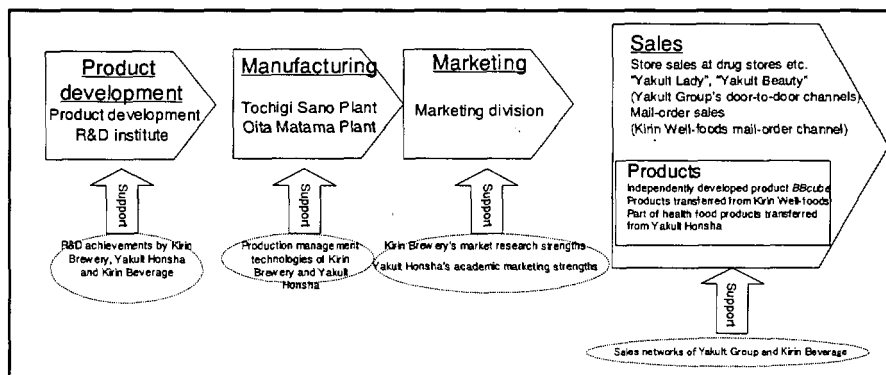 Product
development
Product development
R&D institute
Manufacturing
Tochigi Sano Plant
Oita Matama Plant
Marketing
Marketing division
Sales
Store sales at drug stores etc.
"Yakult Lady", "Yakult Beauty"
(Yakult Group's door-to-door channels)
Mail-order sales
(Kirin Well-foods mail-order channel)
Products
Independently developed product BBcube
Products transferred from Kirin Well-foods
Part of health food products transferred
from Yakult Honsha
Support
Support
Support
Support
R&D achievements by Kirin
Brewery, Yakult Honsha
and Kirin Beverage
Production management
technologies of Kirin
Brewery and Yakult
Honsha
Kirin Brewery's market research strengths
Yakult Honsha's academic marketing strengths
Sales networks of Yakult Group and Kirin Beverage